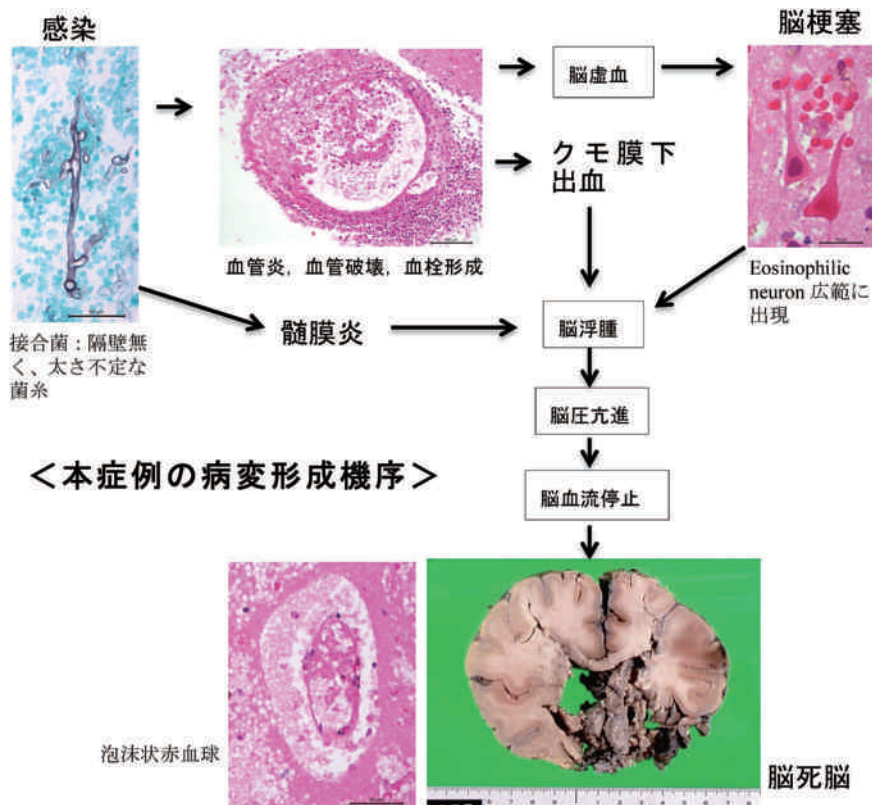 感染
脳梗塞
脳虚血
クモ膜下
出血
血管炎，血管破壊，血栓形成
Eosinophilic
neuron 広範に
出現
接合菌：隔壁無
く、太さ不定な
菌糸
髄膜炎
脳浮腫
脳圧亢進
＜本症例の病変形成機序＞
脳血流停止
泡沫状赤血球
脳死脳